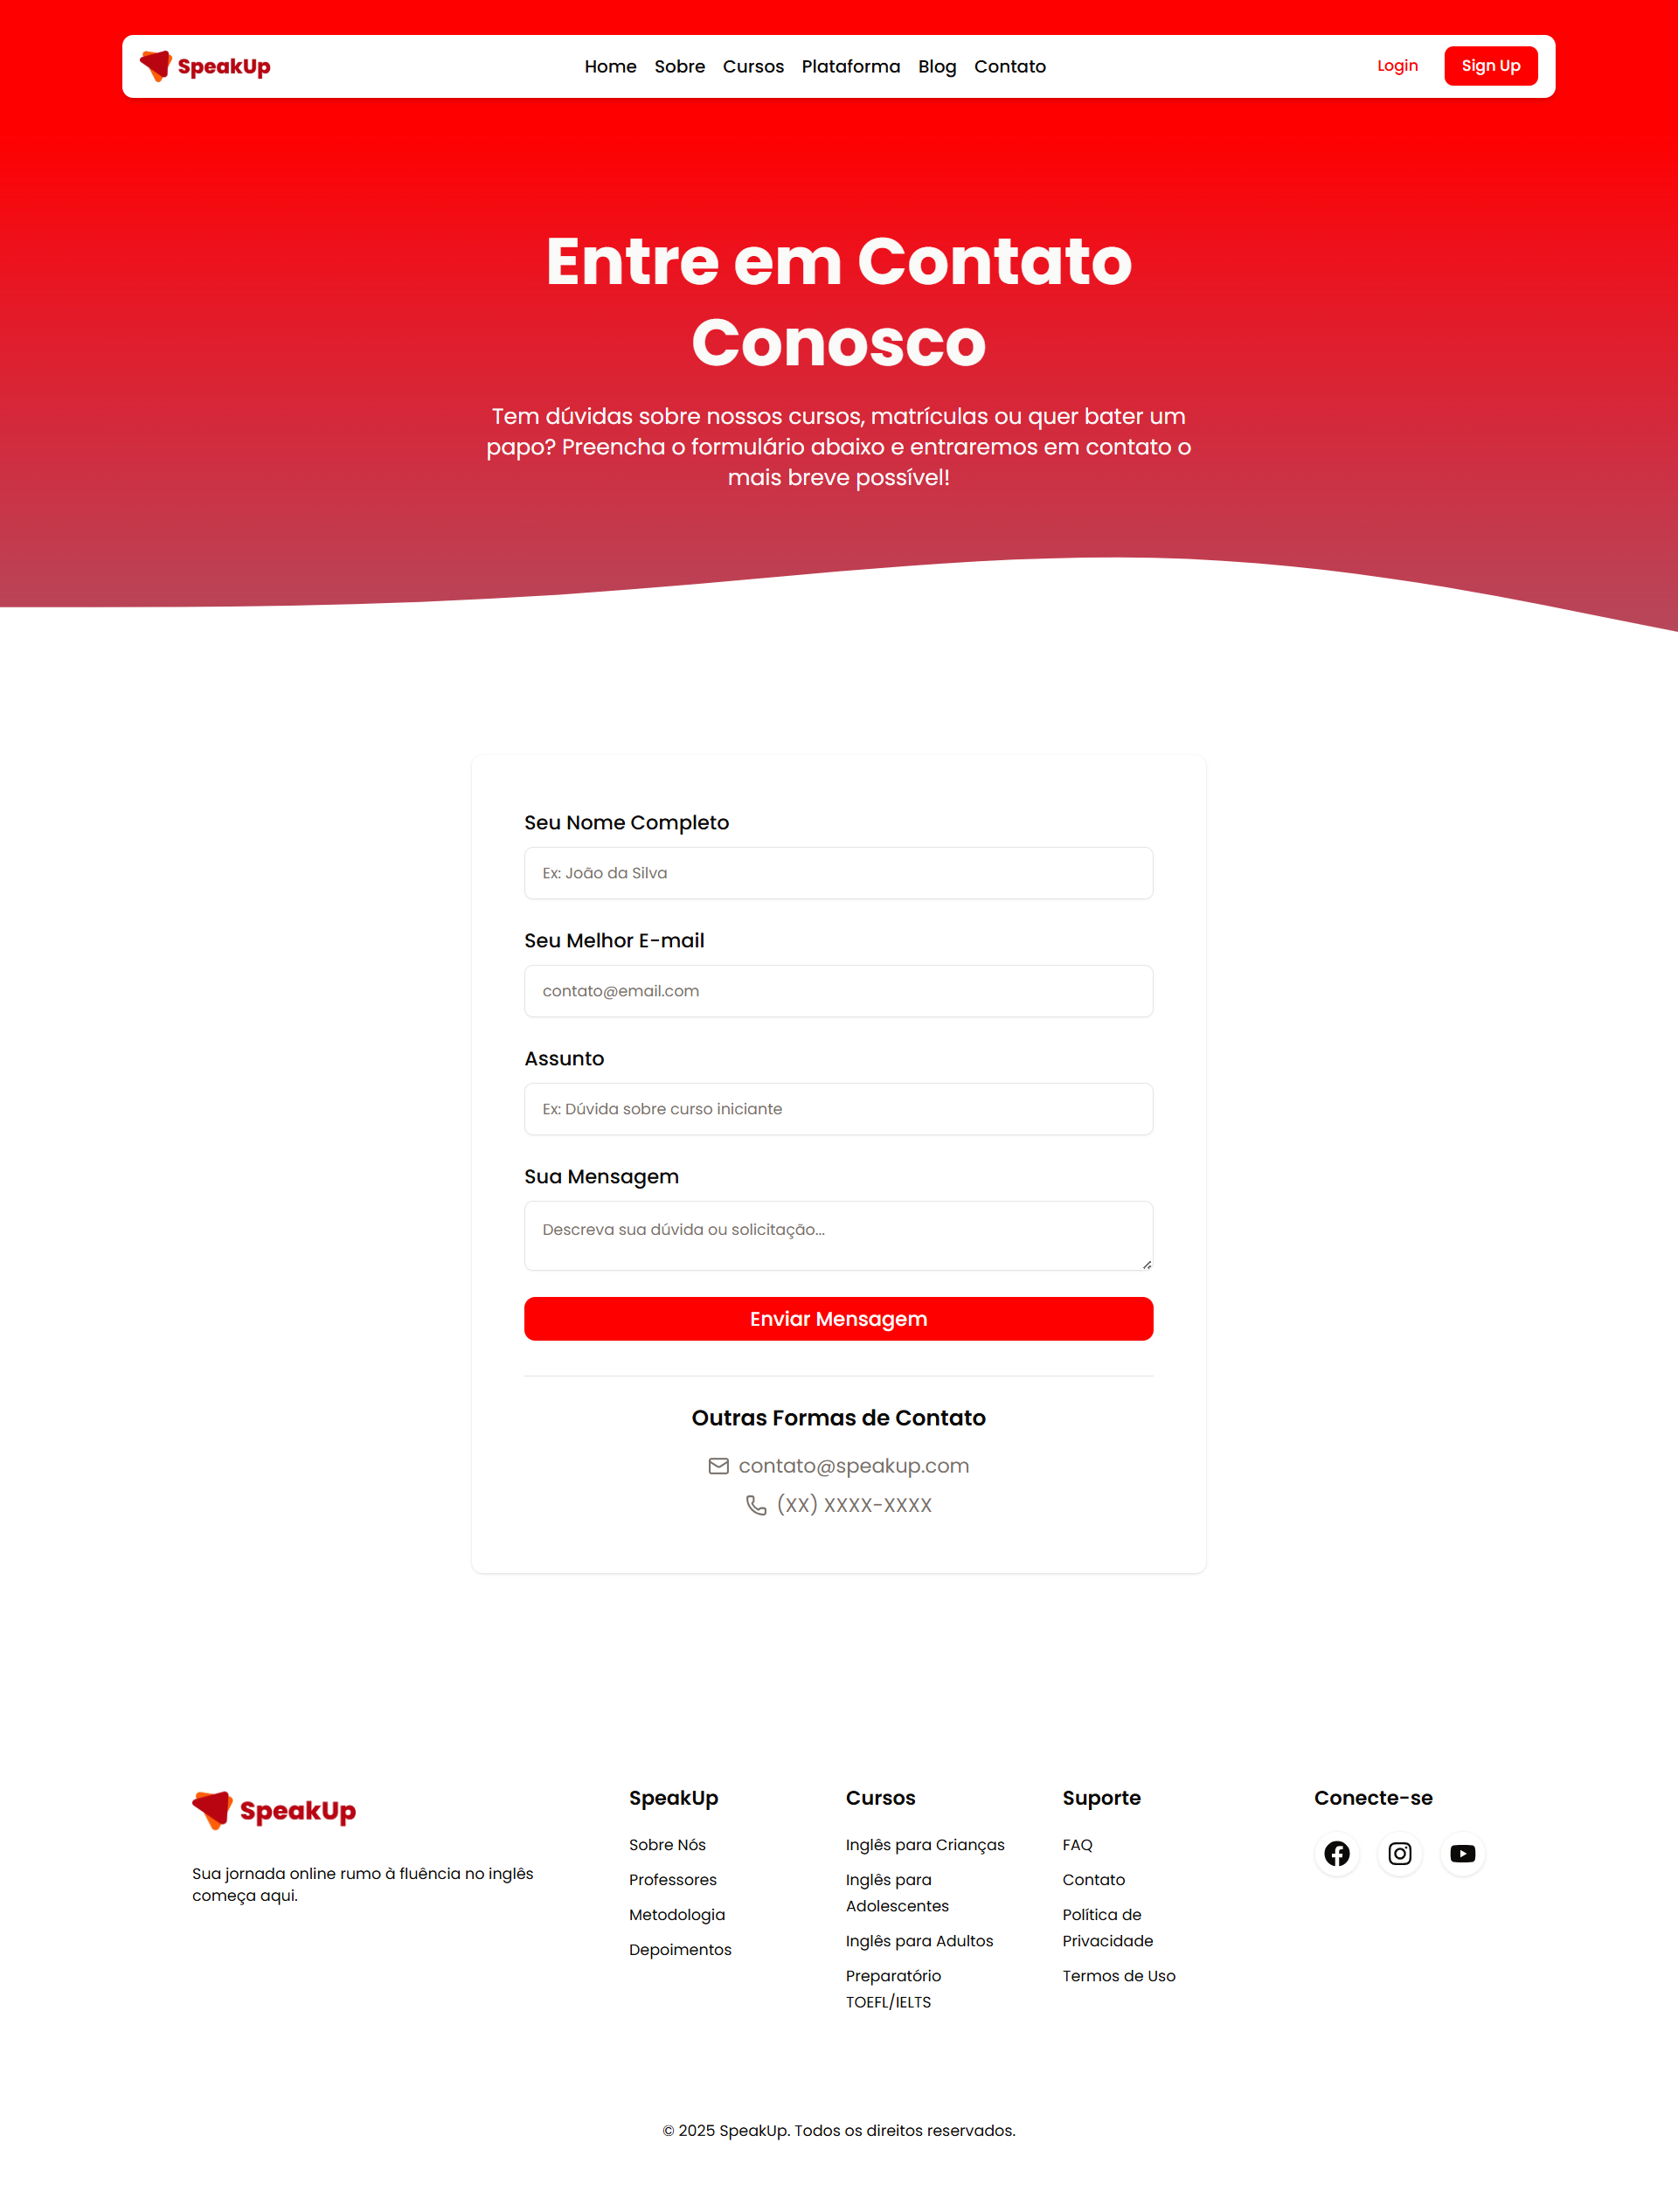 SpeakUp
Home Sobre Cursos Plataforma Blog Contato
Login
Sign Up
Entre em Contato
Conosco
Tem dúvidas sobre nossos cursos, matrículas ou quer bater um
papo? Preencha o formulário abaixo e entraremos em contato o
mais breve possível!
Seu Nome Completo
Ex: João da Silva
Seu Melhor E-mail
contato@email.com
Assunto
Ex: Dúvida sobre curso iniciante
Sua Mensagem
Descreva sua dúvida ou solicitação...
Enviar Mensagem
Outras Formas de Contato
contato@speakup.com
(XX) XXXX-XXXX
SpeakUp
Sua jornada online rumo à fluência no inglês
começa aqui.
SpeakUp
Sobre Nós
Professores
Metodologia
Depoimentos
Cursos
Inglês para Crianças
Inglês para
Adolescentes
Inglês para Adultos
Preparatório
TOEFL/IELTS
Suporte
FAQ
Contato
Política de
Privacidade
Termos de Uso
Conecte-se
© 2025 SpeakUp. Todos os direitos reservados.